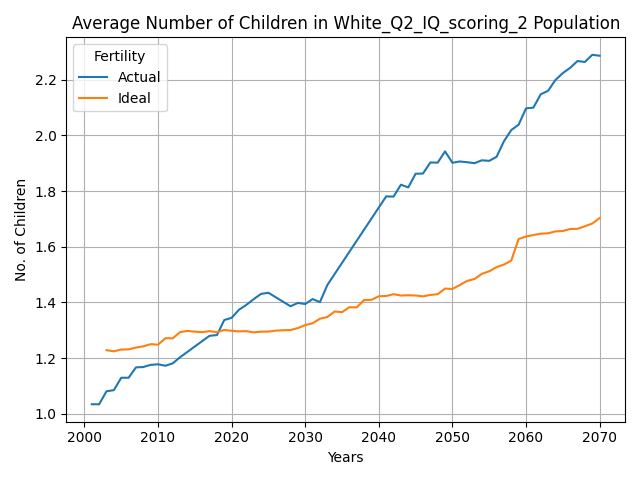 Average Number of Children in White_Q2_IQ_scoring_2 Population
Fertility
Actual
Ideal
No. of Children
2.2
2.0
1.8
1.6
1.4
1.2
1.0
2000 2010 2020 2030 2040 2050 2060 2070
Years